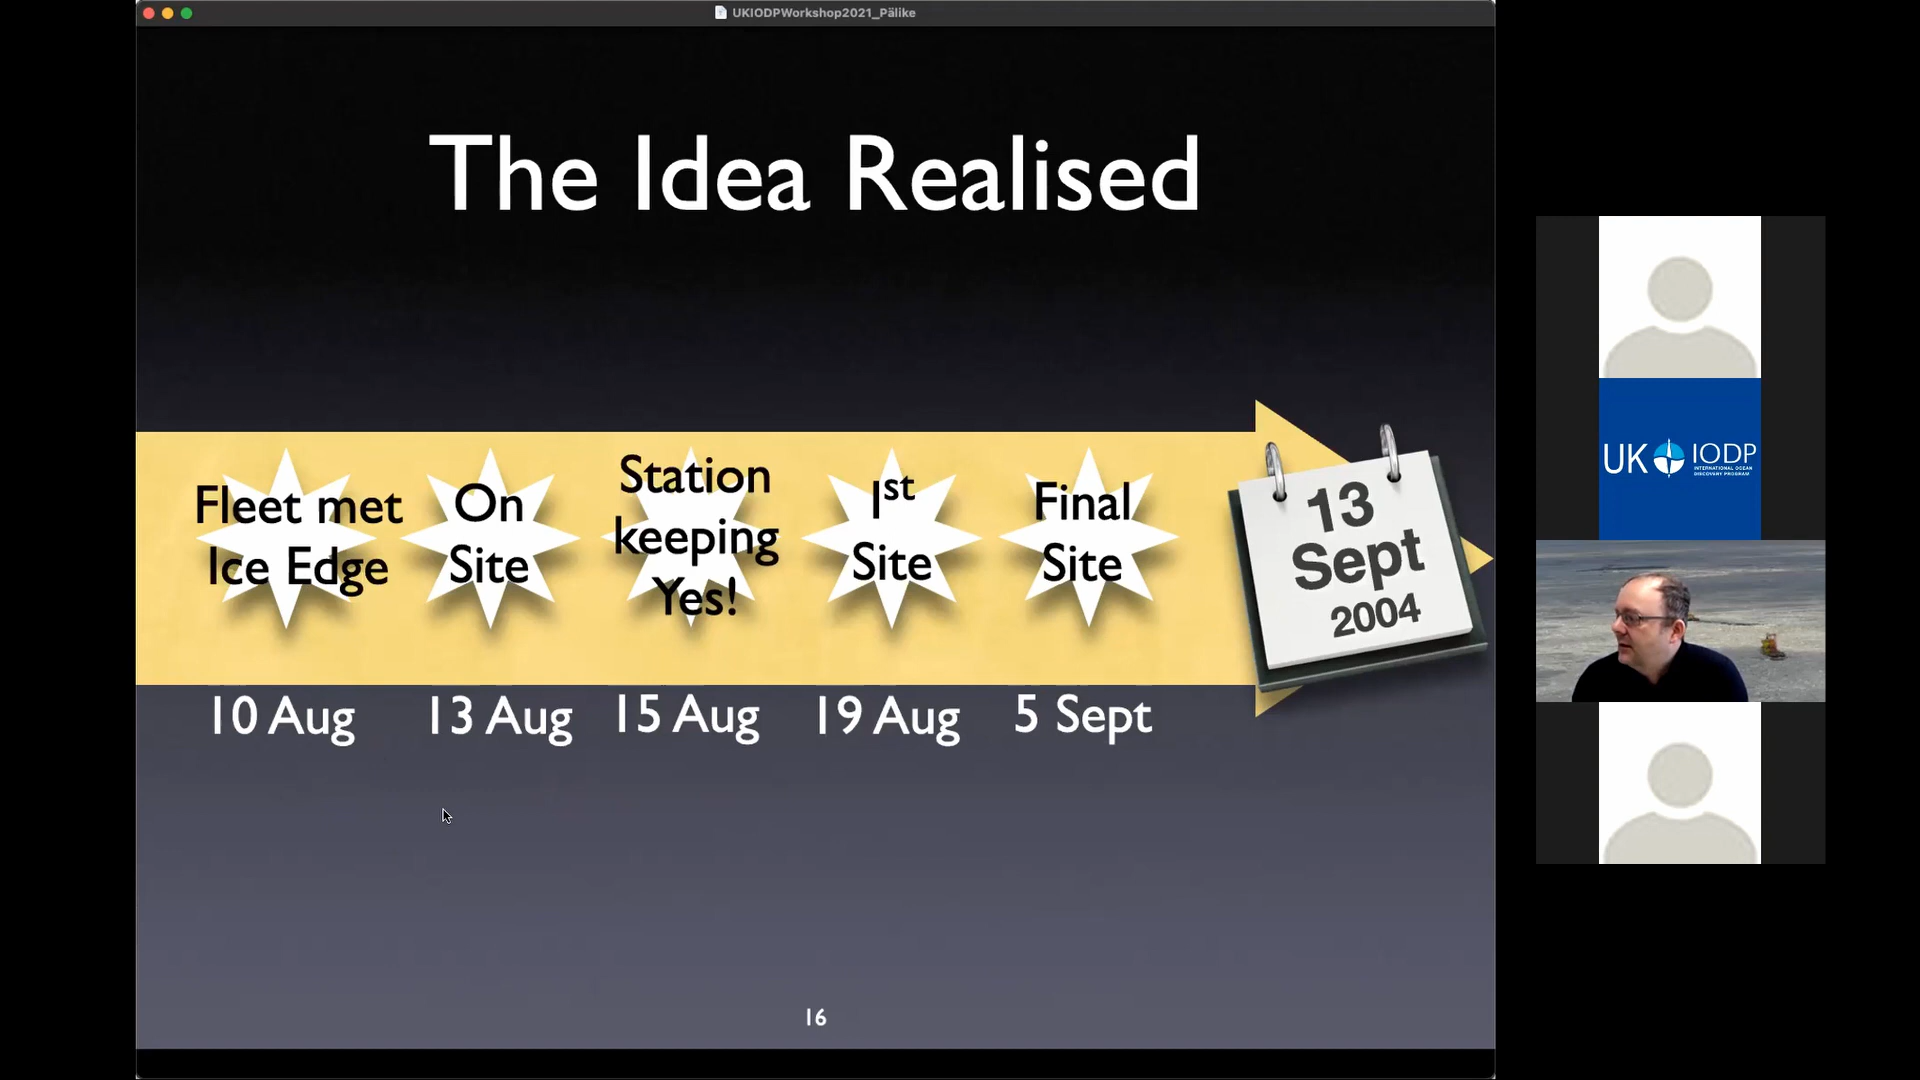 UKIODPWorkshop2021_Pälike
The Idea Realised
Fleet met
Ice Edge
On
Site
Station
keeping
Yes!
1st
Site
Final
Site
13
Sept
2004
10 Aug
13 Aug
15 Aug
19 Aug
5 Sept
16
UK IODP
INTERNATIONAL OCEAN
DISCOVERY PROGRAM